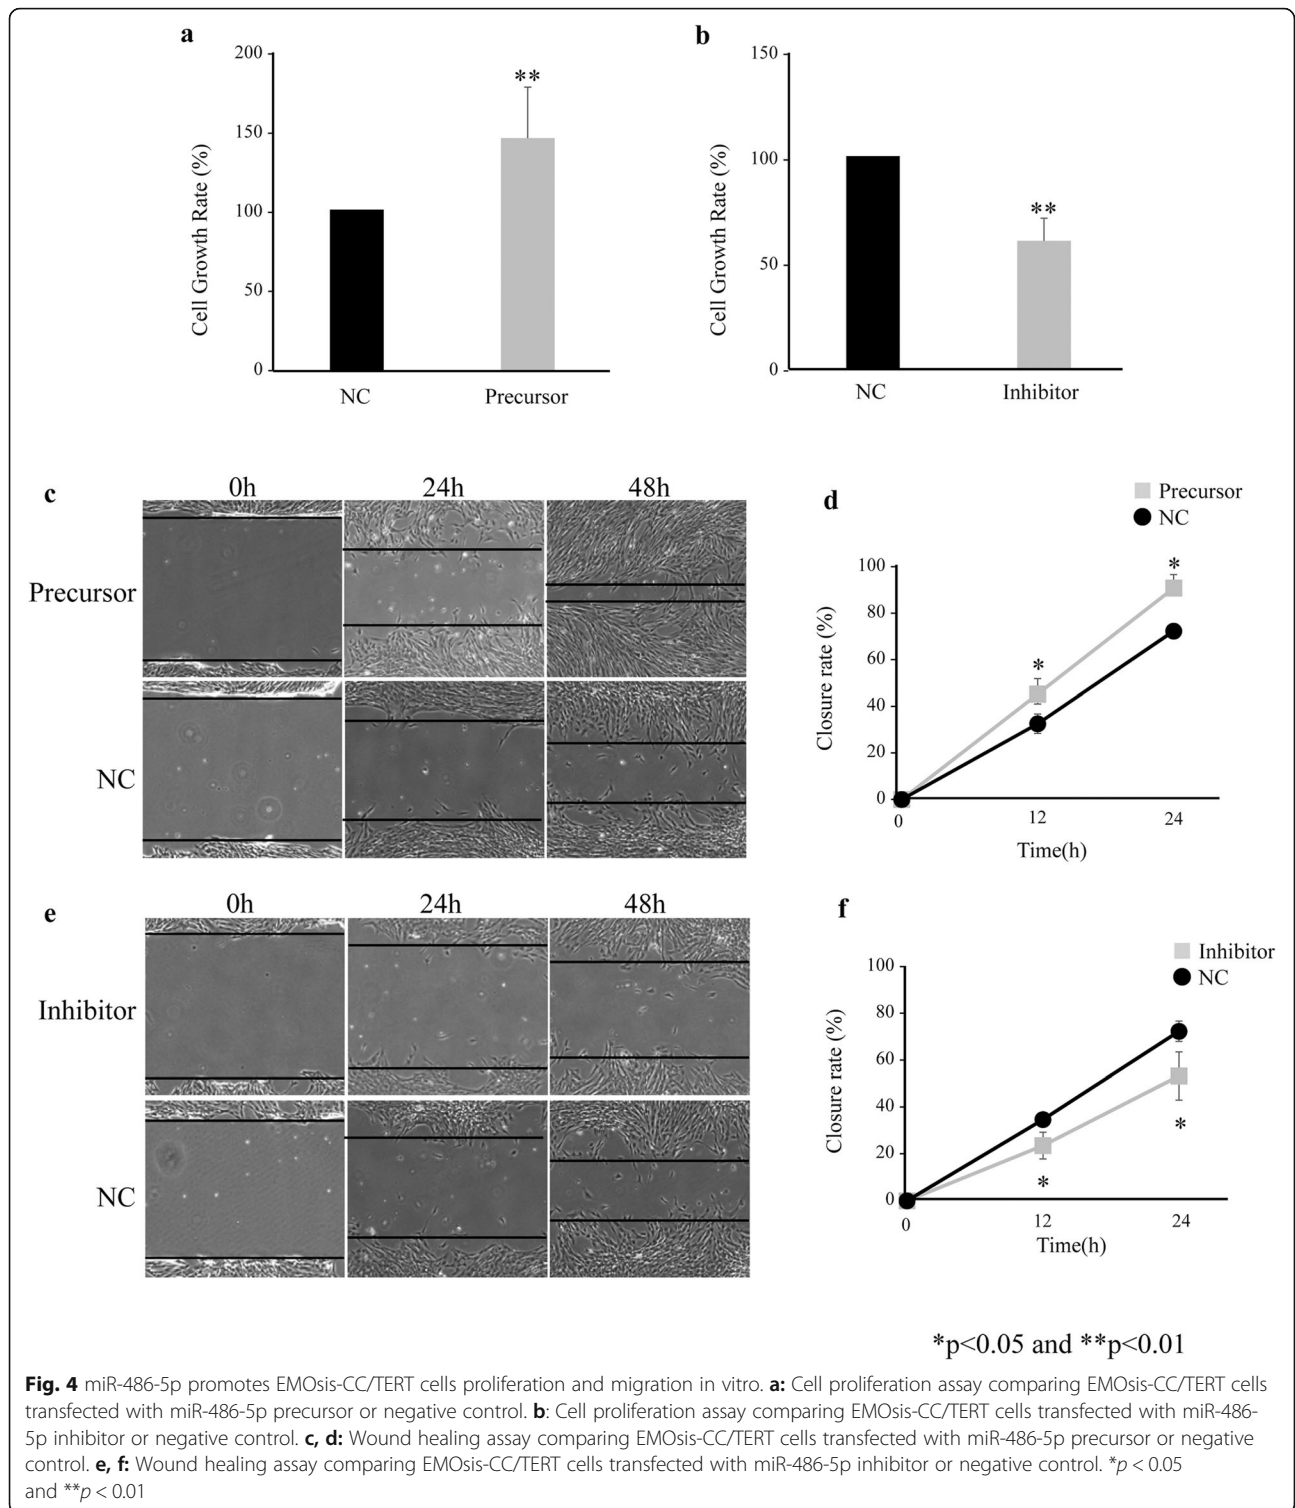 a
200
150
100
50
0
Cell Growth Rate (%)
**
NC
Precursor
b
150
100
50
0
Cell Growth Rate (%)
**
NC
Inhibitor
c
0h
24h
48h
Precursor
NC
d
Precursor
NC
100
80
60
40
20
0
Closure rate (%)
*
*
0
12
24
Time(h)
e
0h
24h
48h
Inhibitor
NC
f
Inhibitor
NC
100
80
60
40
20
0
Closure rate (%)
*
*
0
12
24
Time(h)
*p<0.05 and **p<0.01
Fig. 4 miR-486-5p promotes EMOsis-CC/TERT cells proliferation and migration in vitro. a: Cell proliferation assay comparing EMOsis-CC/TERT cells
transfected with miR-486-5p precursor or negative control. b: Cell proliferation assay comparing EMOsis-CC/TERT cells transfected with miR-486-
5p inhibitor or negative control. c, d: Wound healing assay comparing EMOsis-CC/TERT cells transfected with miR-486-5p precursor or negative
control. e, f: Wound healing assay comparing EMOsis-CC/TERT cells transfected with miR-486-5p inhibitor or negative control. *p < 0.05
and **p < 0.01